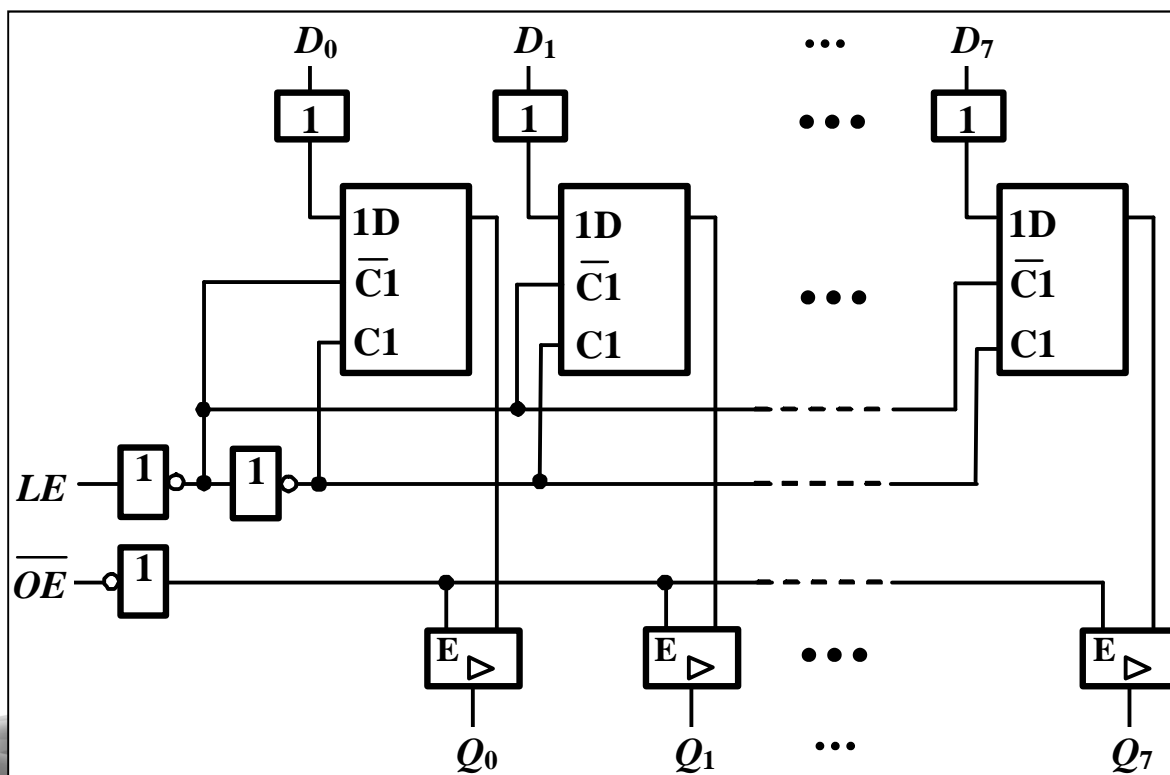 D₀ D₁ ... D₇
1 1 ... 1
1D 1D 1D
C̅1̅ C̅1̅ ... C̅1̅
C1 C1 C1
LE 1 1
O̅E̅ 1
E E ... E
Q₀ Q₁ ... Q₇